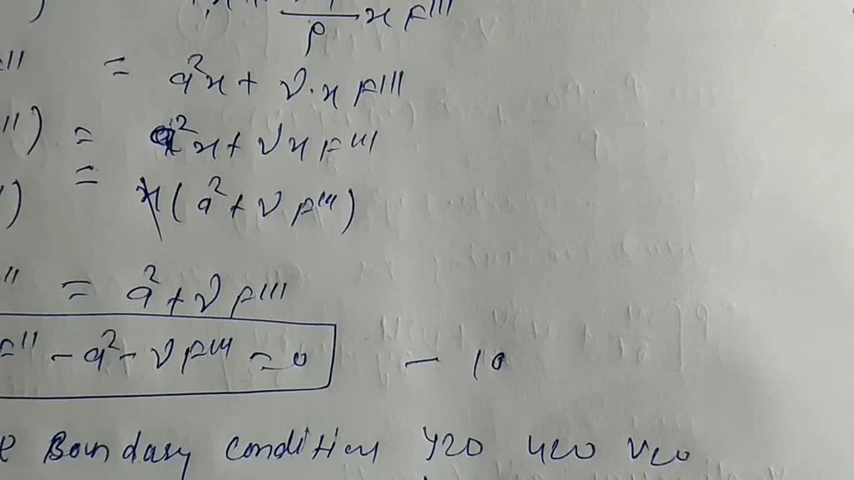 ) ρ x F'''
'' = a²x + ν·x F'''
'') = a²x + νx F'''
) = x(a² + ν F''')
'' = a² + ν F'''
F'' - a² - ν F''' = 0 - 10
Boundary condition y=0 u=0 v=0